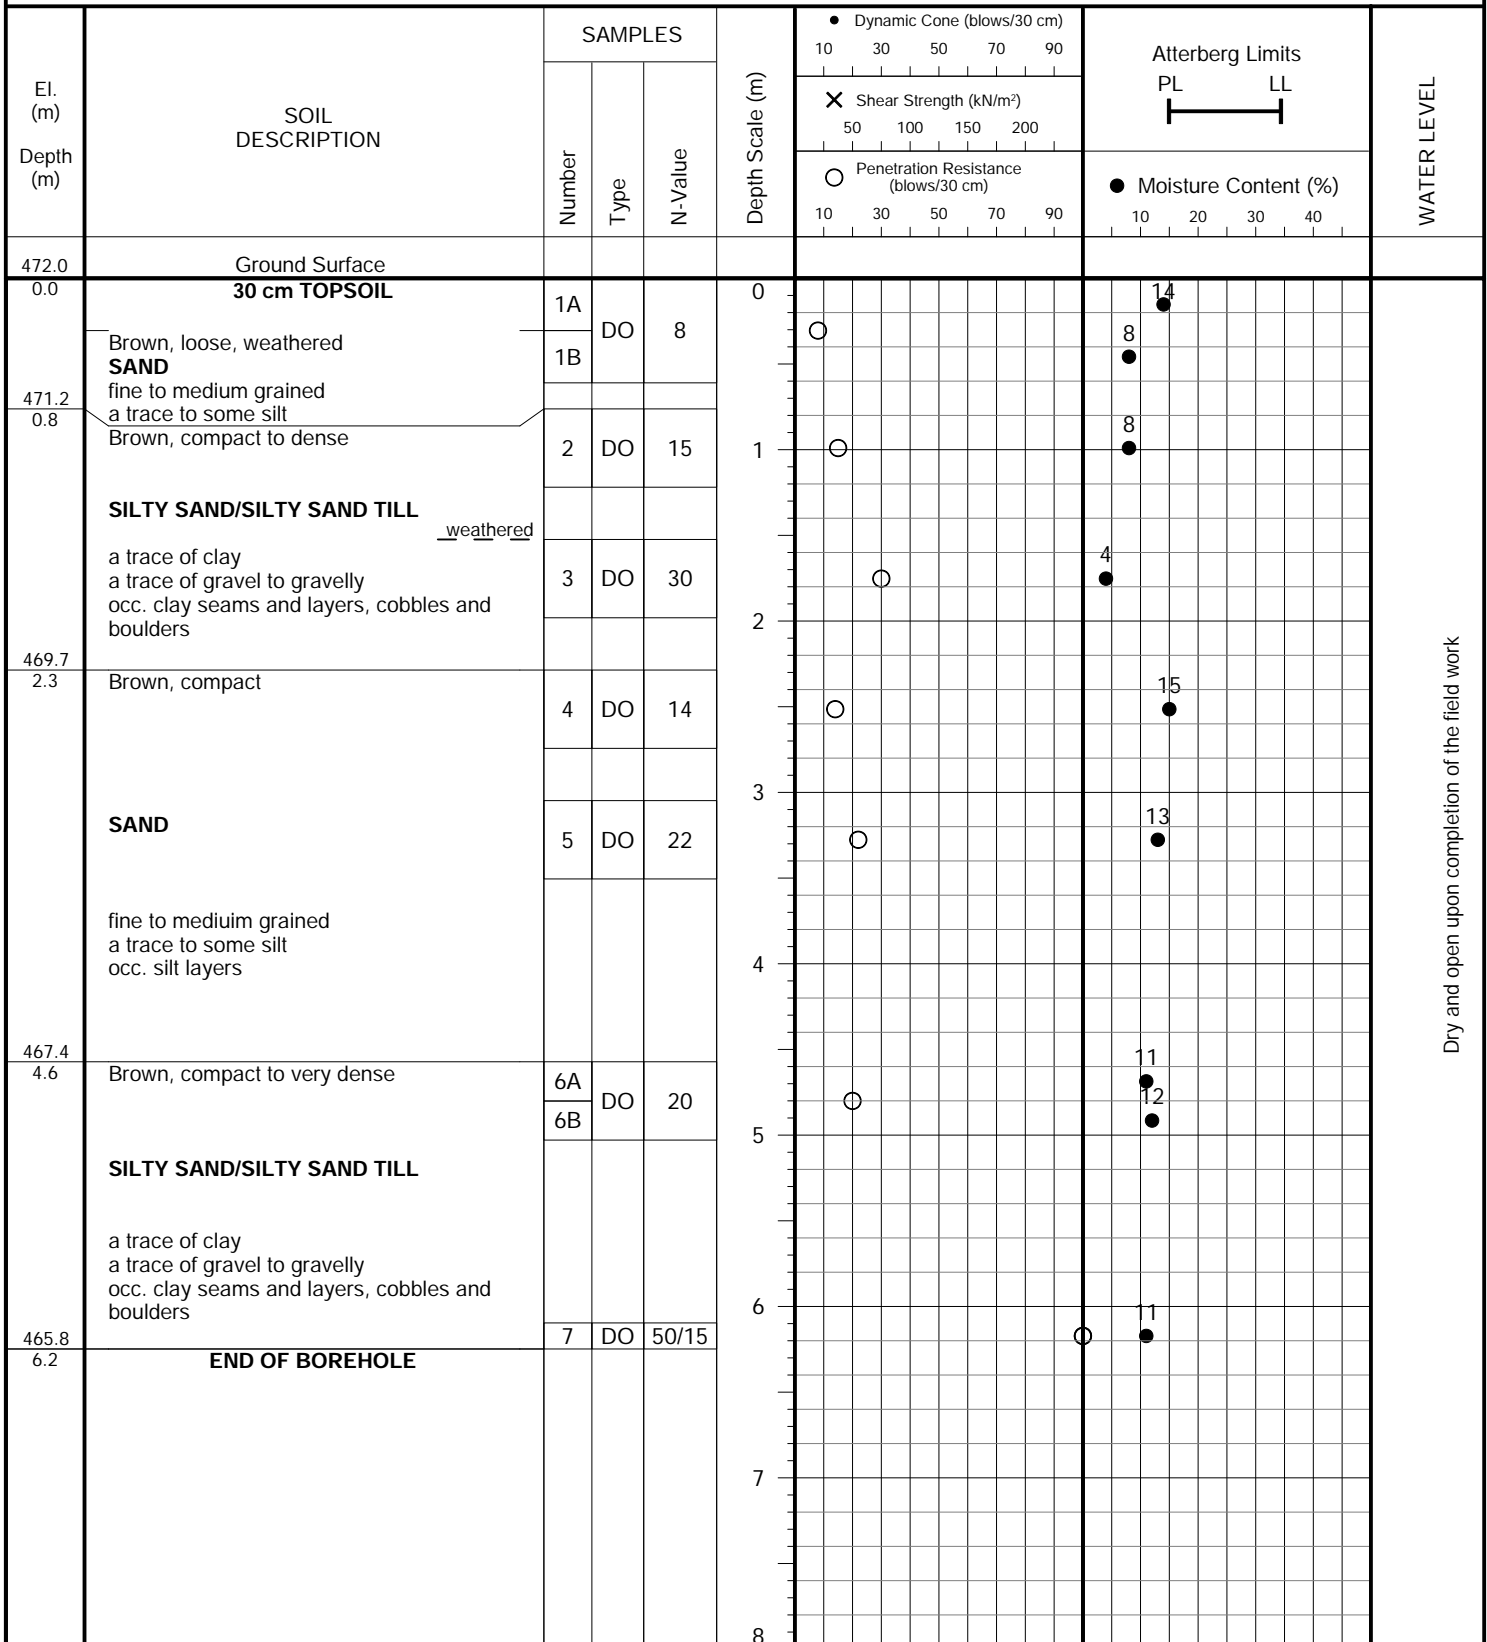 El.
(m)
Depth
(m)
SOIL
DESCRIPTION
SAMPLES
Number
Type
N-Value
Depth Scale (m)
● Dynamic Cone (blows/30 cm)
10 30 50 70 90
✕ Shear Strength (kN/m²)
50 100 150 200
○ Penetration Resistance
(blows/30 cm)
10 30 50 70 90
Atterberg Limits
PL LL
● Moisture Content (%)
10 20 30 40
WATER LEVEL
472.0 Ground Surface
0.0 30 cm TOPSOIL
1A DO 8
0
14
Brown, loose, weathered
8
1B
SAND
fine to medium grained
471.2
a trace to some silt
0.8
8
Brown, compact to dense
2 DO 15
1
SILTY SAND/SILTY SAND TILL
weathered
a trace of clay
4
a trace of gravel to gravelly
3 DO 30
occ. clay seams and layers, cobbles and
boulders
2
469.7
2.3 Brown, compact
15
4 DO 14
3
SAND
13
5 DO 22
fine to mediuim grained
a trace to some silt
occ. silt layers
4
467.4
4.6 Brown, compact to very dense
11
6A DO 20
12
6B
5
SILTY SAND/SILTY SAND TILL
a trace of clay
a trace of gravel to gravelly
occ. clay seams and layers, cobbles and
boulders
6
11
465.8
7 DO 50/15
6.2 END OF BOREHOLE
7
8
Dry and open upon completion of the field work